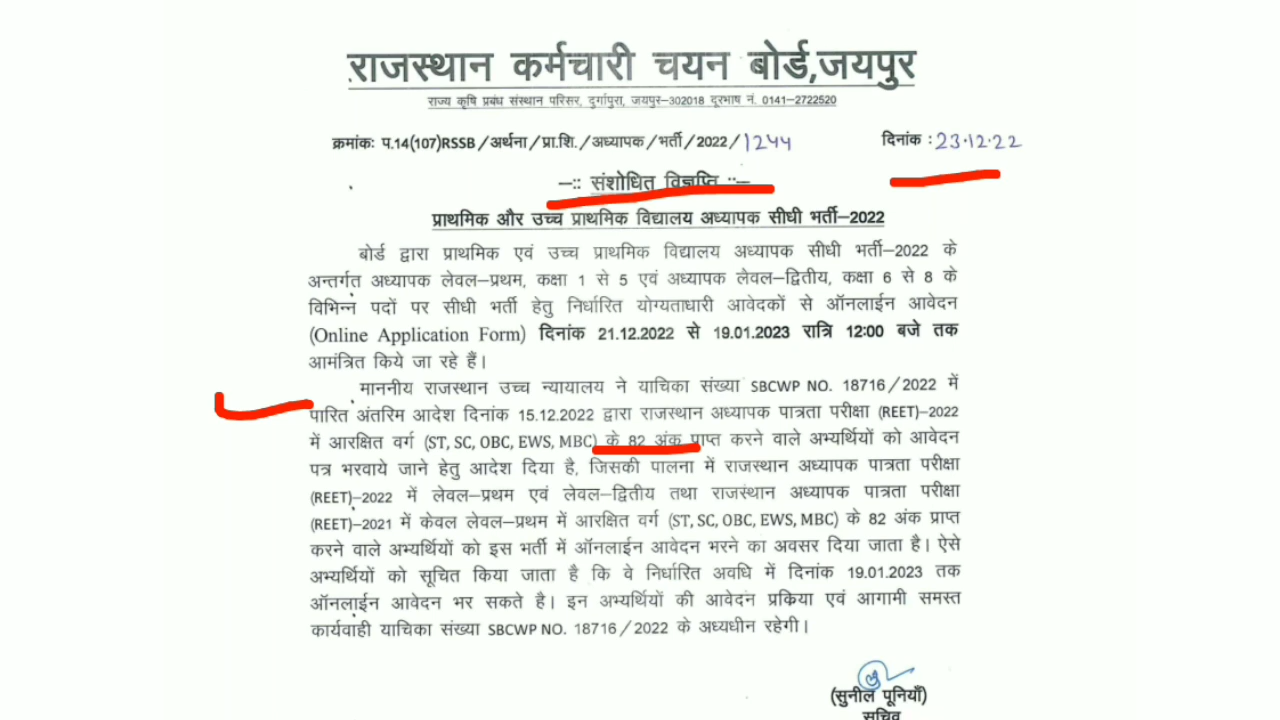 राजस्थान कर्मचारी चयन बोर्ड,जयपुर
राज्य कृषि प्रबंध संस्थान परिसर, दुर्गापुरा, जयपुर–302018 दूरभाष नं. 0141–2722520
क्रमांकः प.14(107)RSSB/अर्थना/प्रा.शि./अध्यापक/भर्ती/2022/1244 दिनांक : 23.12.22
–:: संशोधित विज्ञप्ति ::–
प्राथमिक और उच्च प्राथमिक विद्यालय अध्यापक सीधी भर्ती–2022
बोर्ड द्वारा प्राथमिक एवं उच्च प्राथमिक विद्यालय अध्यापक सीधी भर्ती–2022 के
अन्तर्गत अध्यापक लेवल–प्रथम, कक्षा 1 से 5 एवं अध्यापक लेवल–द्वितीय, कक्षा 6 से 8 के
विभिन्न पदों पर सीधी भर्ती हेतु निर्धारित योग्यताधारी आवेदकों से ऑनलाईन आवेदन
(Online Application Form) दिनांक 21.12.2022 से 19.01.2023 रात्रि 12:00 बजे तक
आमंत्रित किये जा रहे हैं।
माननीय राजस्थान उच्च न्यायालय ने याचिका संख्या SBCWP NO. 18716/2022 में
पारित अंतरिम आदेश दिनांक 15.12.2022 द्वारा राजस्थान अध्यापक पात्रता परीक्षा (REET)–2022
में आरक्षित वर्ग (ST, SC, OBC, EWS, MBC) के 82 अंक प्राप्त करने वाले अभ्यर्थियों को आवेदन
पत्र भरवाये जाने हेतु आदेश दिया है, जिसकी पालना में राजस्थान अध्यापक पात्रता परीक्षा
(REET)–2022 में लेवल–प्रथम एवं लेवल–द्वितीय तथा राजस्थान अध्यापक पात्रता परीक्षा
(REET)–2021 में केवल लेवल–प्रथम में आरक्षित वर्ग (ST, SC, OBC, EWS, MBC) के 82 अंक प्राप्त
करने वाले अभ्यर्थियों को इस भर्ती में ऑनलाईन आवेदन भरने का अवसर दिया जाता है। ऐसे
अभ्यर्थियों को सूचित किया जाता है कि वे निर्धारित अवधि में दिनांक 19.01.2023 तक
ऑनलाईन आवेदन भर सकते है। इन अभ्यर्थियों की आवेदन प्रकिया एवं आगामी समस्त
कार्यवाही याचिका संख्या SBCWP NO. 18716/2022 के अध्यधीन रहेगी।
(सुनील पूनियाँ)
सचिव